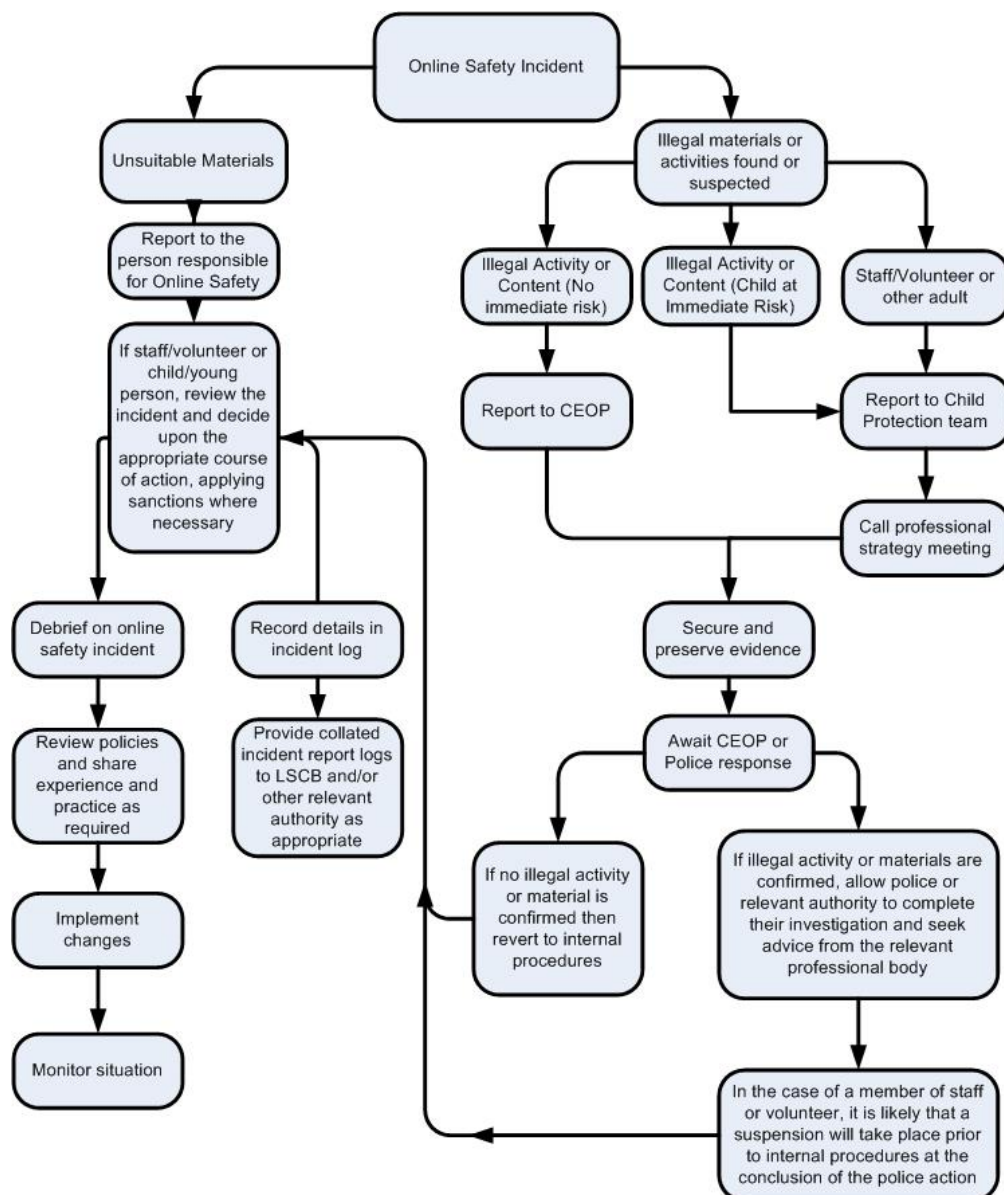 Online Safety Incident
Unsuitable Materials
Report to the
person responsible
for Online Safety
If staff/volunteer or
child/young
person, review the
incident and decide
upon the
appropriate course
of action, applying
sanctions where
necessary
Debrief on online
safety incident
Review policies
and share
experience and
practice as
required
Implement
changes
Monitor situation
Record details in
incident log
Provide collated
incident report logs
to LSCB and/or
other relevant
authority as
appropriate
Illegal materials or
activities found or
suspected
Illegal Activity or
Content (No
immediate risk)
Illegal Activity or
Content (Child at
Immediate Risk)
Staff/Volunteer or
other adult
Report to CEOP
Report to Child
Protection team
Call professional
strategy meeting
Secure and
preserve evidence
Await CEOP or
Police response
If no illegal activity
or material is
confirmed then
revert to internal
procedures
If illegal activity or materials are
confirmed, allow police or
relevant authority to complete
their investigation and seek
advice from the relevant
professional body
In the case of a member of staff
or volunteer, it is likely that a
suspension will take place prior
to internal procedures at the
conclusion of the police action